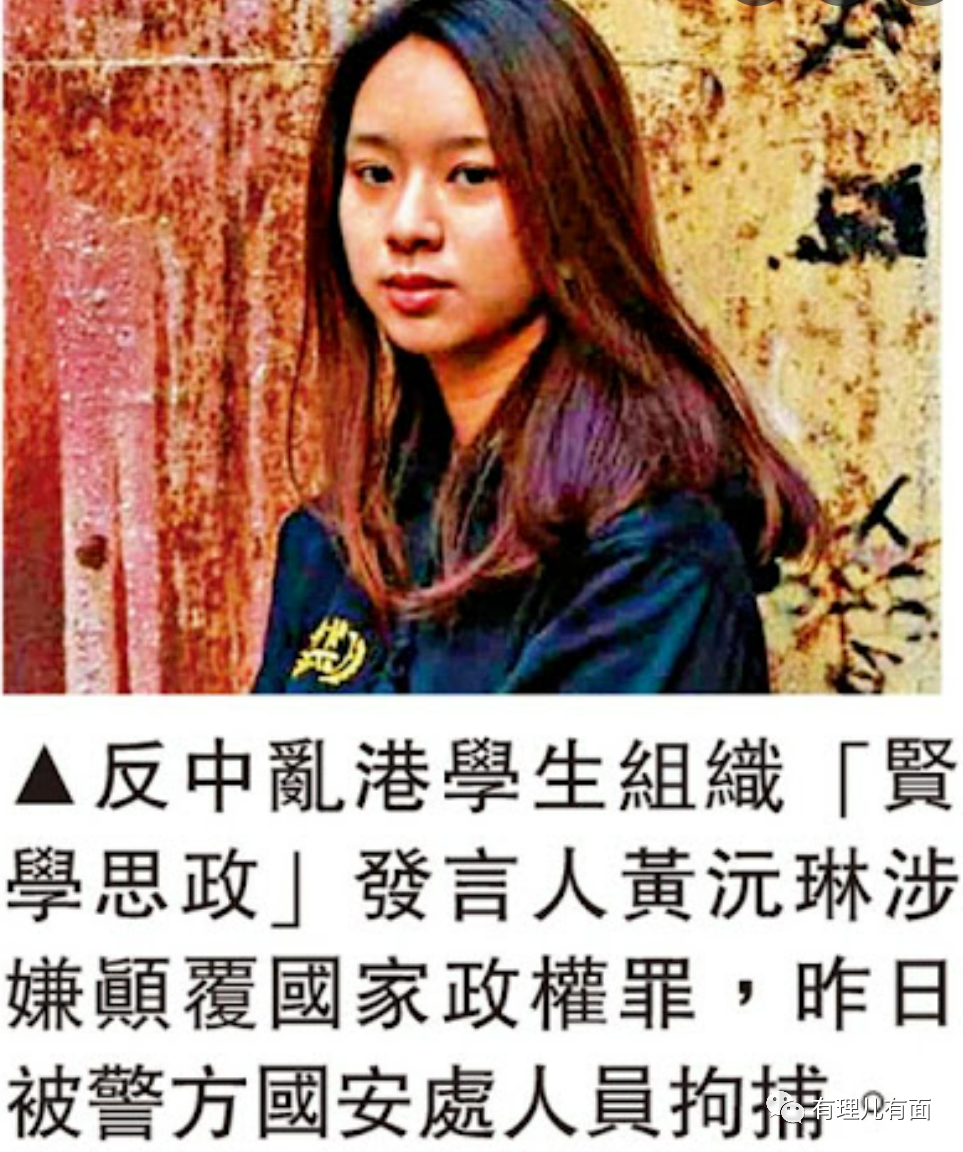 ▲反中亂港學生組織「賢
學思政」發言人黃沅琳涉
嫌顛覆國家政權罪，昨日
被警方國安處人員拘捕。
有理儿有面